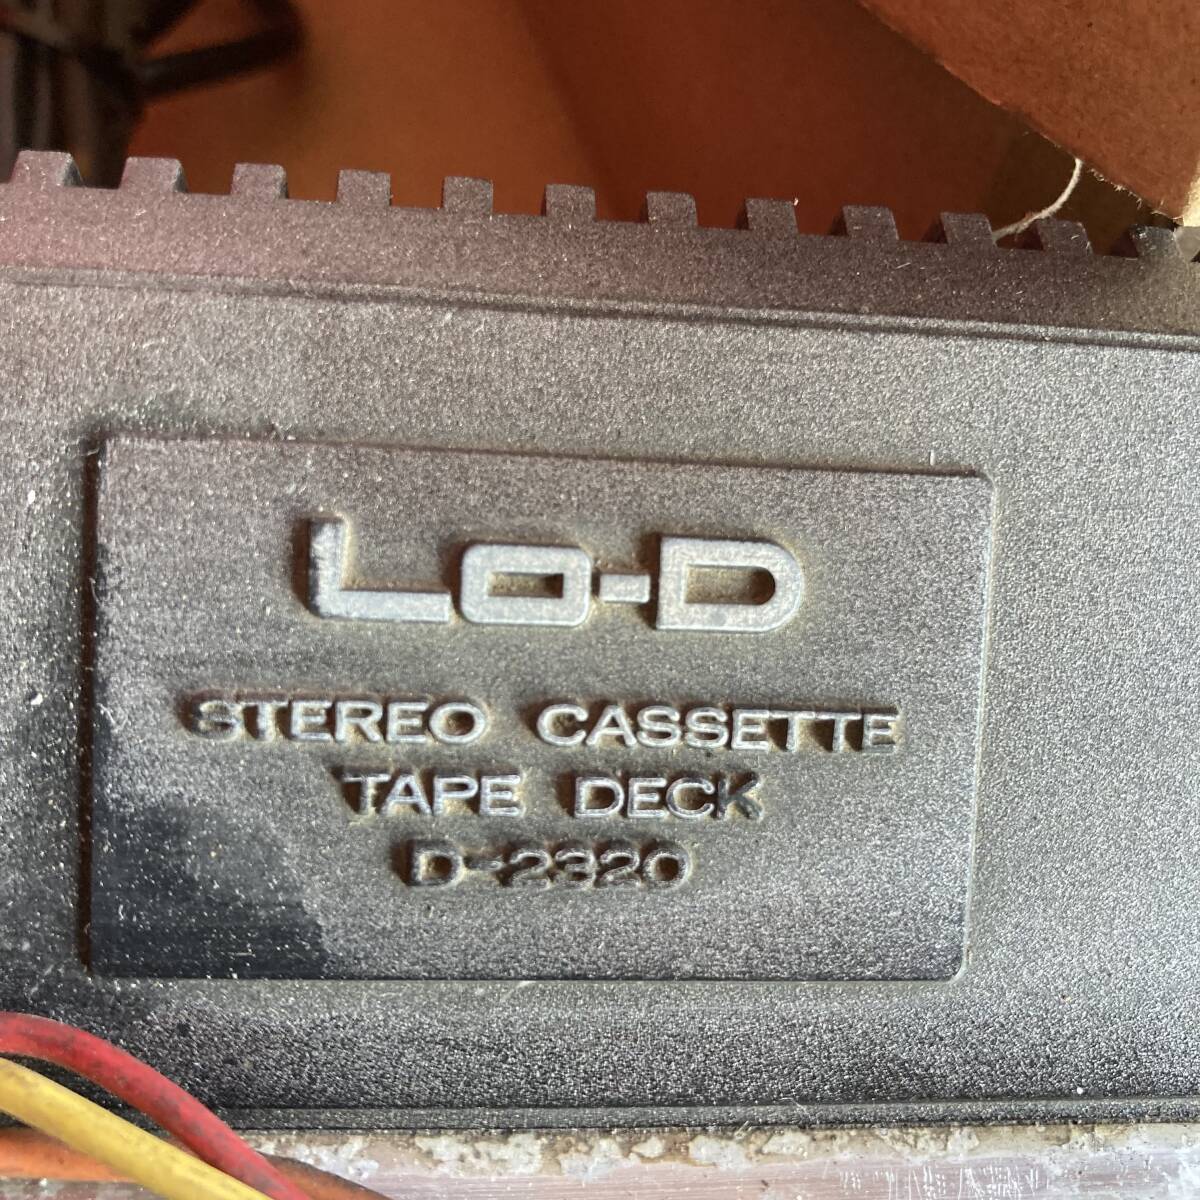 Lo-D
STEREO CASSETTE
TAPE DECK
D-2320